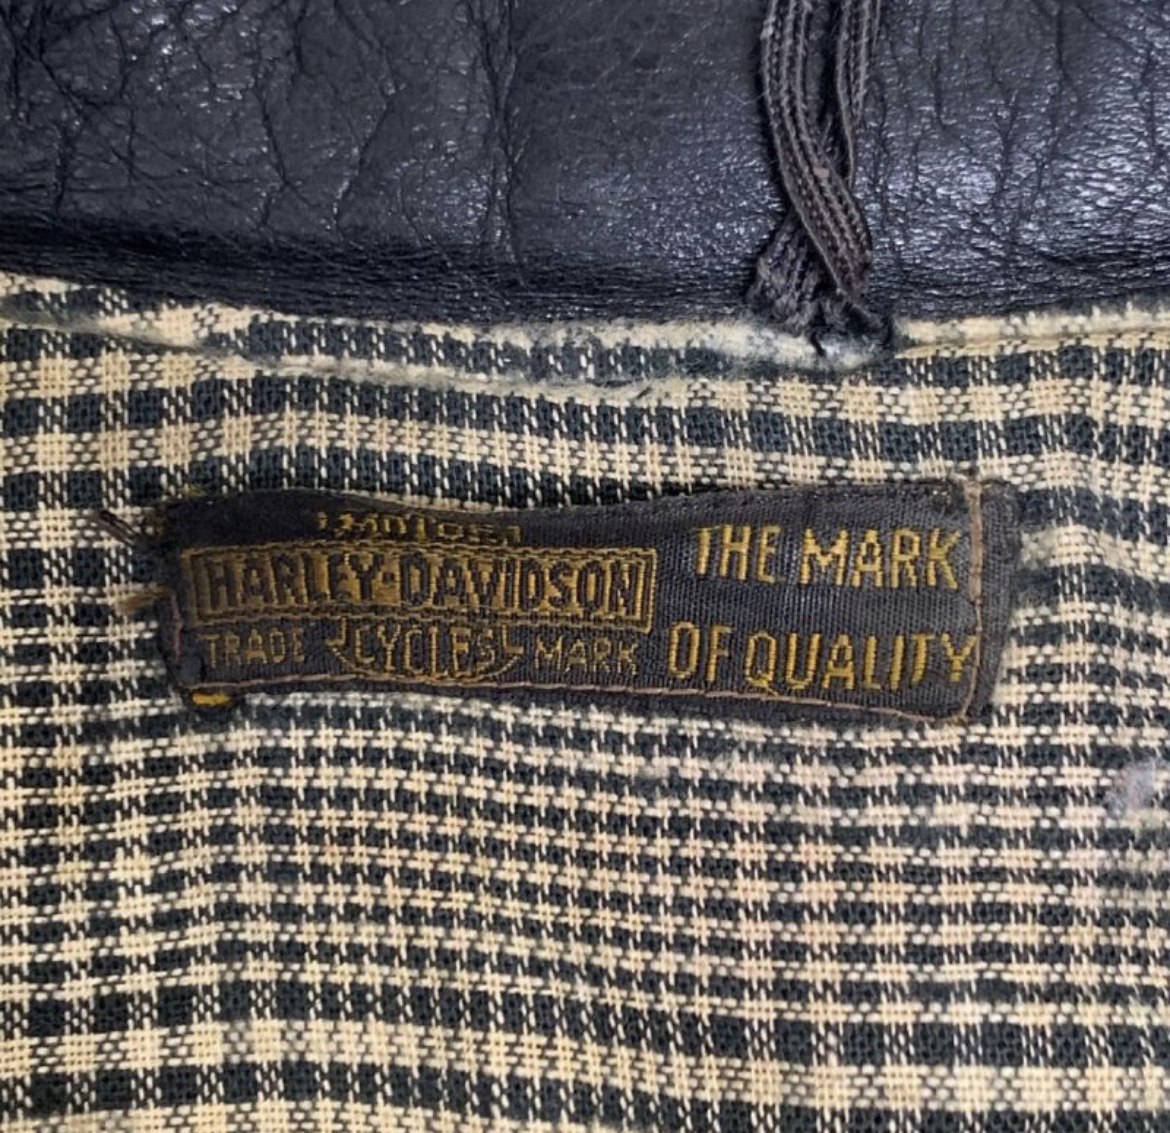 MOTOR
HARLEY-DAVIDSON
TRADE CYCLES MARK
THE MARK
OF QUALITY